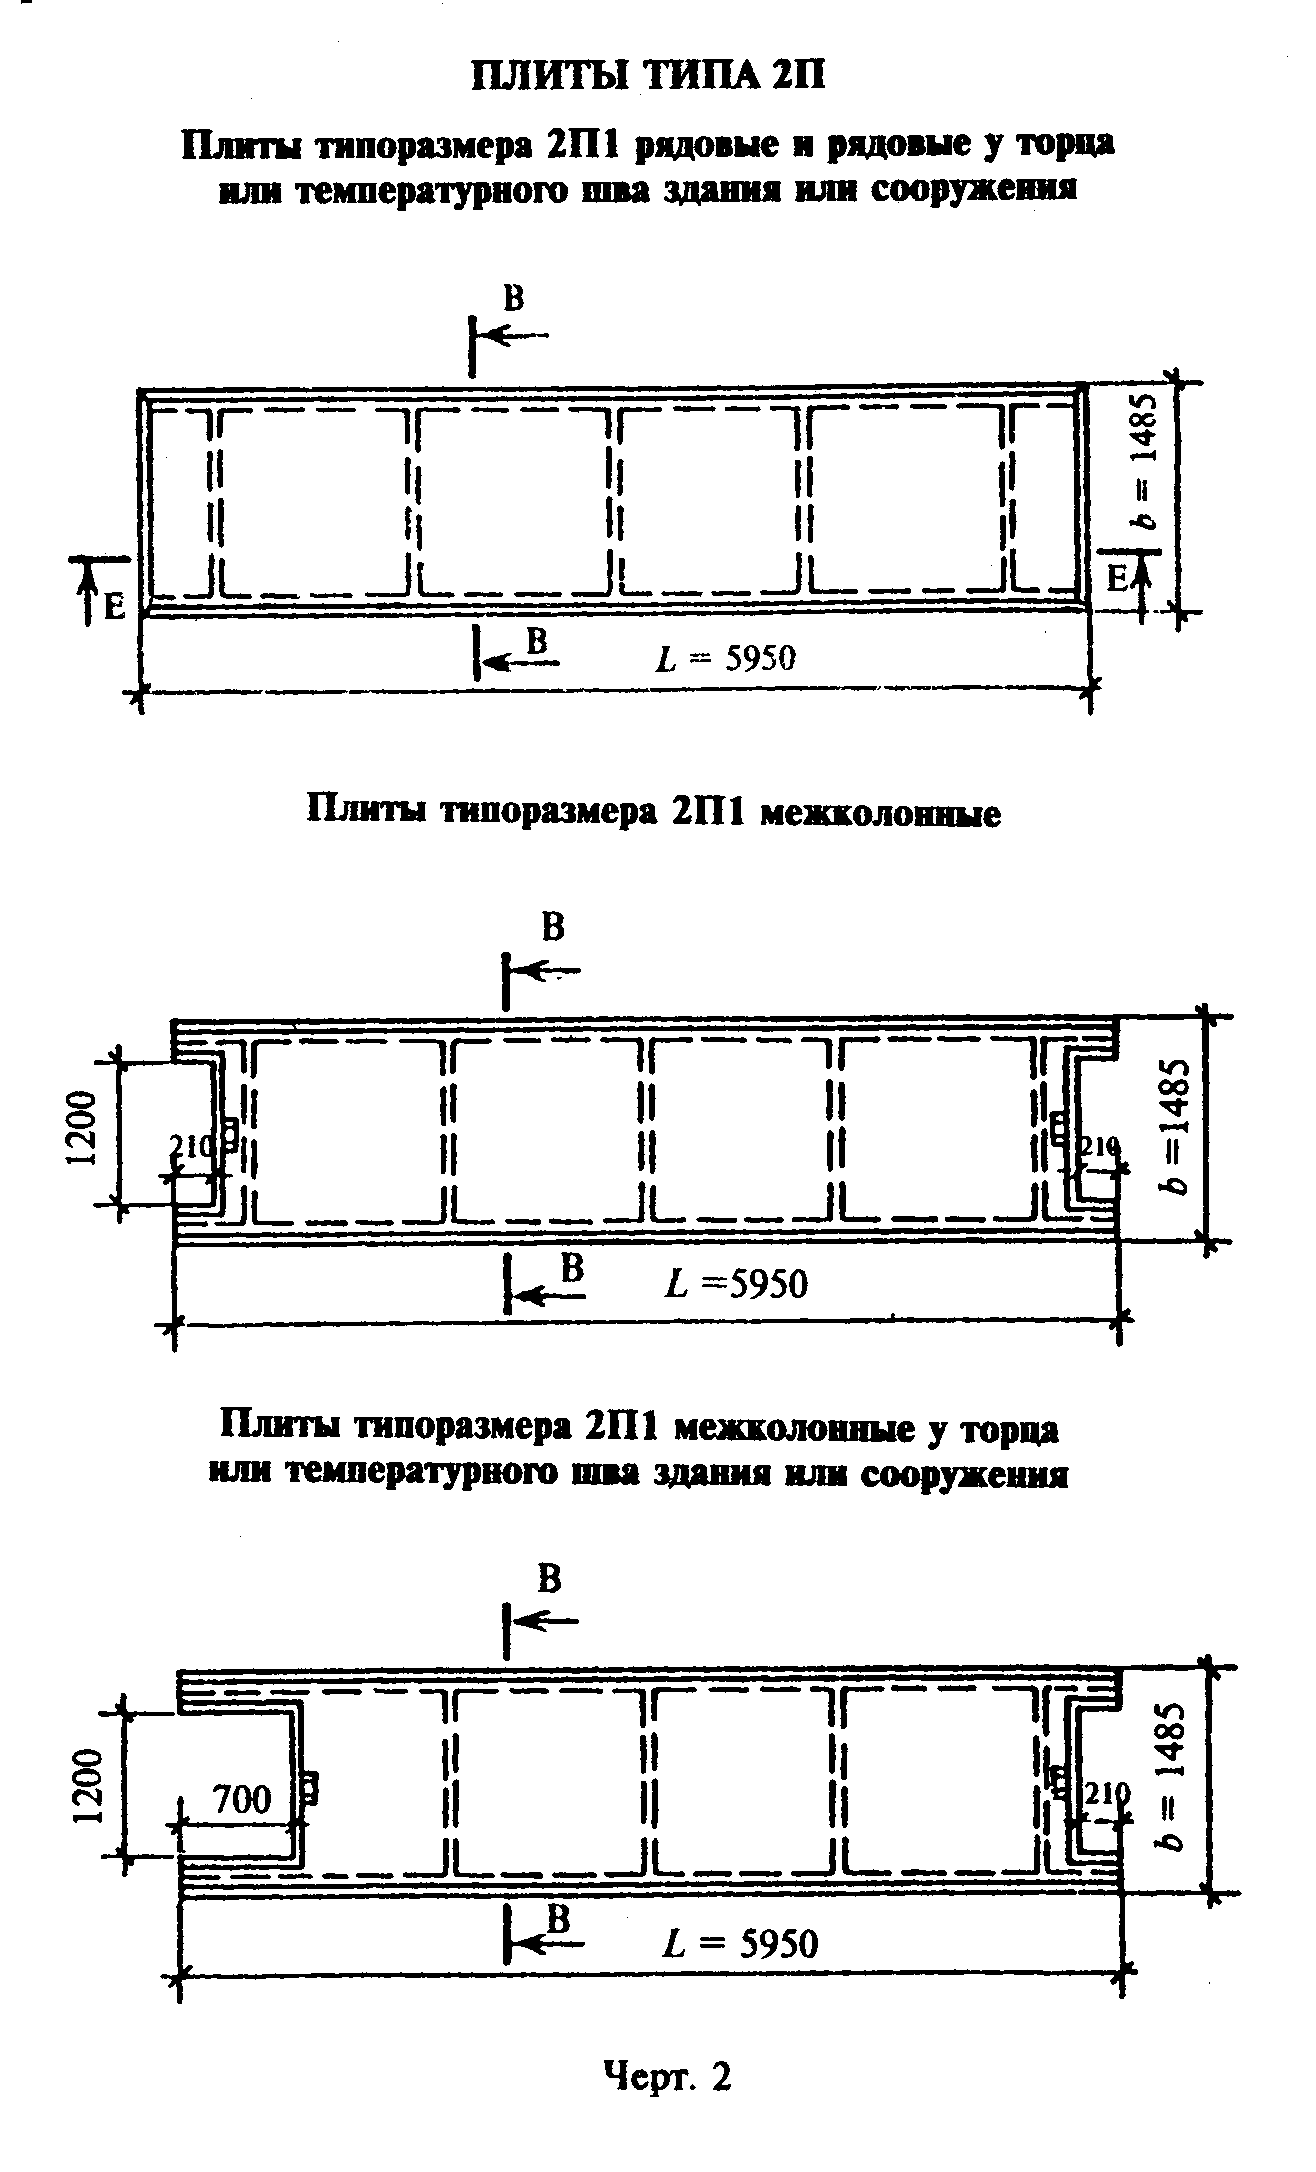 ПЛИТЫ ТИПА 2П
Плиты типоразмера 2П1 рядовые и рядовые у торца
или температурного шва здания или сооружения
В
b = 1485
Е
Е
В
L = 5950
Плиты типоразмера 2П1 межколонные
В
1200
210
210
b =1485
В
L =5950
Плиты типоразмера 2П1 межколонные у торца
или температурного шва здания или сооружения
В
1200
700
210
b = 1485
В
L = 5950
Черт. 2